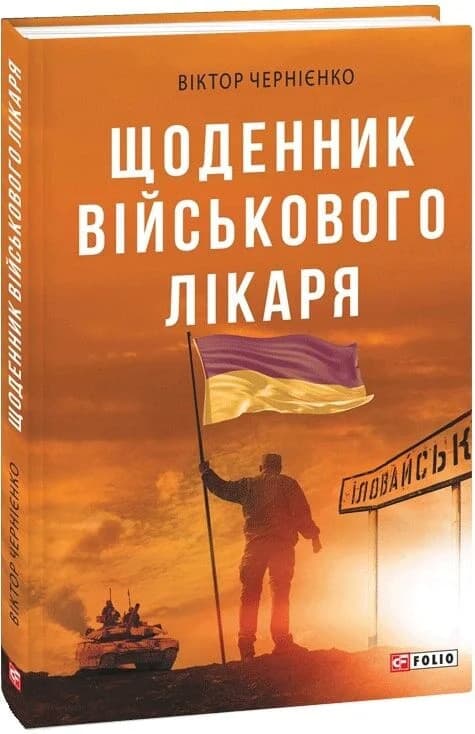 ВІКТОР ЧЕРНІЄНКО
ЩОДЕННИК
ВІЙСЬКОВОГО
ЛІКАРЯ
ІЛОВАЙСЬК
FOLIO
ВІКТОР ЧЕРНІЄНКО ЩОДЕННИК ВІЙСЬКОВОГО ЛІКАРЯ